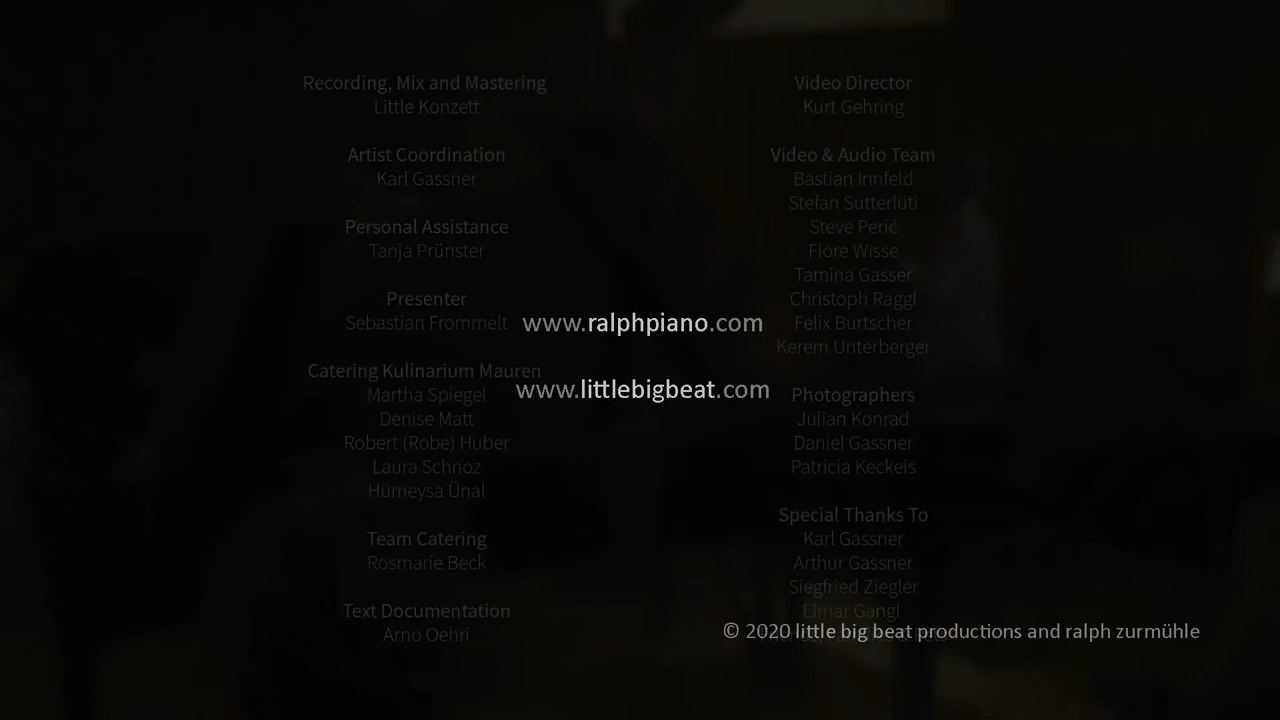 Recording, Mix and Mastering
Little Konzett
Artist Coordination
Karl Gassner
Personal Assistance
Tanja Prünster
Presenter
Sebastian Frommelt
Catering Kulinarium Mauren
Martha Spiegel
Denise Matt
Robert (Robe) Huber
Laura Schnoz
Hümeysa Ünal
Team Catering
Rosmarie Beck
Text Documentation
Arno Oehri
www.ralphpiano.com
www.littlebigbeat.com
Video Director
Kurt Gehring
Video & Audio Team
Bastian Innfeld
Stefan Sutterlüti
Steve Perić
Flore Wisse
Tamina Gasser
Christoph Raggl
Felix Burtscher
Kerem Unterberger
Photographers
Julian Konrad
Daniel Gassner
Patricia Keckeis
Special Thanks To
Karl Gassner
Arthur Gassner
Siegfried Ziegler
Elmar Gangl
© 2020 little big beat productions and ralph zurmühle